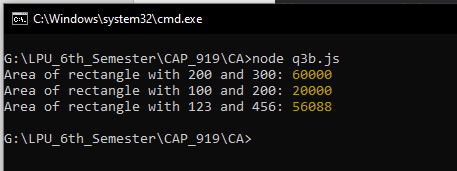 C:\Windows\system32\cmd.exe
G:\LPU_6th_Semester\CAP_919\CA>node q3b.js
Area of rectangle with 200 and 300: 60000
Area of rectangle with 100 and 200: 20000
Area of rectangle with 123 and 456: 56088
G:\LPU_6th_Semester\CAP_919\CA>